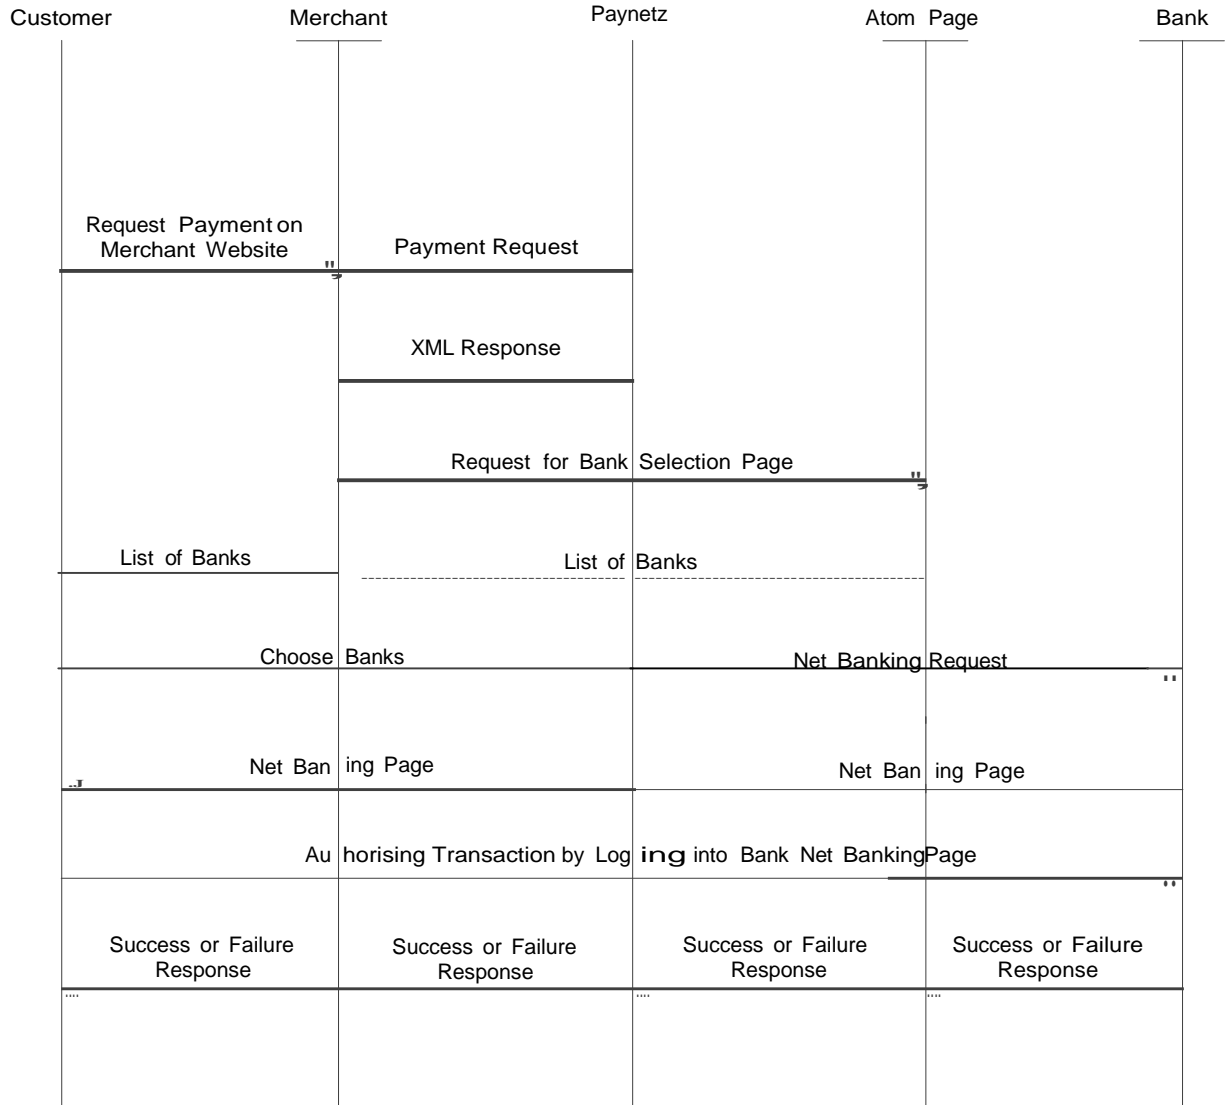 Customer
Merchant
Paynetz
Atom Page
Bank
Request Payment on
Merchant Website
Payment Request
XML Response
Request for Bank Selection Page
List of Banks
List of Banks
Choose Banks
Net Banking Request
Net Ban ing Page
Net Ban ing Page
Au horising Transaction by Log ing into Bank Net BankingPage
Success or Failure
Response
Success or Failure
Response
Success or Failure
Response
Success or Failure
Response